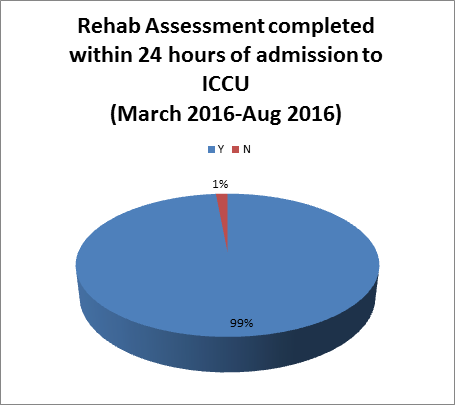 Rehab Assessment completed
within 24 hours of admission to
ICCU
(March 2016-Aug 2016)
Y N
1%
99%